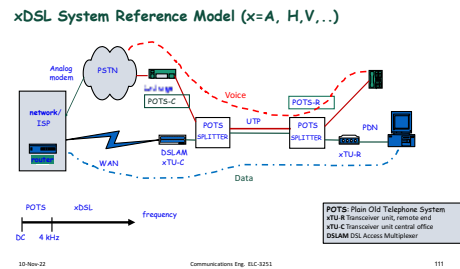 xDSL System Reference Model (x=A, H,V,..)
Analog
modem
PSTN
Voice
POTS-C
POTS-R
network/
ISP
POTS
SPLITTER
UTP
POTS
SPLITTER
PDN
router
WAN
DSLAM
xTU-C
xTU-R
Data
POTS
xDSL
frequency
DC
4 kHz
POTS: Plain Old Telephone System
xTU-R Transceiver unit, remote end
xTU-C Transceiver unit central office
DSLAM DSL Access Multiplexer
10-Nov-22
Communications Eng. ELC-3251
111